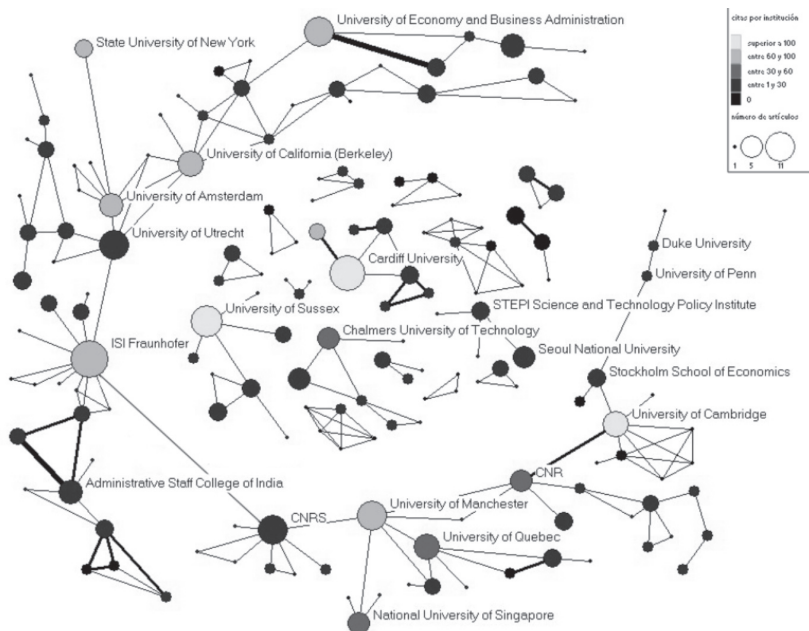 University of Economy and Business Administration
State University of New York
University of California (Berkeley)
University of Amsterdam
University of Utrecht
Cardiff University
Duke University
University of Penn
University of Sussex
STEPI Science and Technology Policy Institute
ISI Fraunhofer
Chalmers University of Technology
Seoul National University
Stockholm School of Economics
University of Cambridge
Administrative Staff College of India
CNR
University of Manchester
CNRS
University of Quebec
National University of Singapore
citas por institución
superior a 100
entre 60 y 100
entre 30 y 60
entre 1 y 30
0
número de artículos
1 5 11